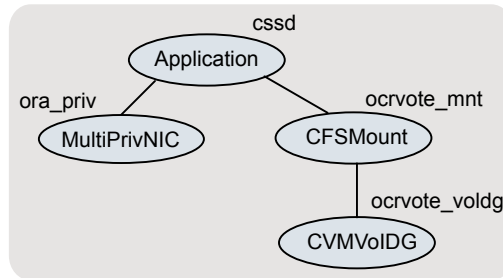 cssd
Application
ora_priv
ocrvote_mnt
MultiPrivNIC
CFSMount
ocrvote_voldg
CVMVolDG